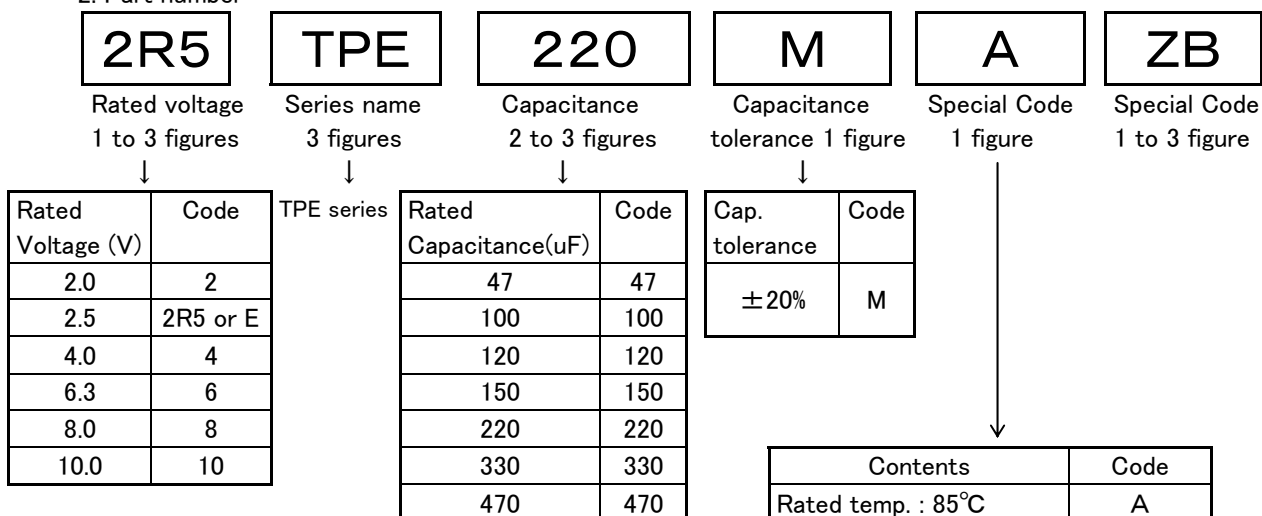 2. Part number
2R5 TPE 220 M A ZB
Rated voltage Series name Capacitance Capacitance Special Code Special Code
1 to 3 figures 3 figures 2 to 3 figures tolerance 1 figure 1 figure 1 to 3 figure
↓ ↓ ↓ ↓
Rated Code TPE series Rated Code Cap. Code
Voltage (V) Capacitance(uF) tolerance
2.0 2 47 47 ±20% M
2.5 2R5 or E 100 100
4.0 4 120 120
6.3 6 150 150
8.0 8 220 220
10.0 10 330 330 Contents Code
470 470 Rated temp. : 85℃ A